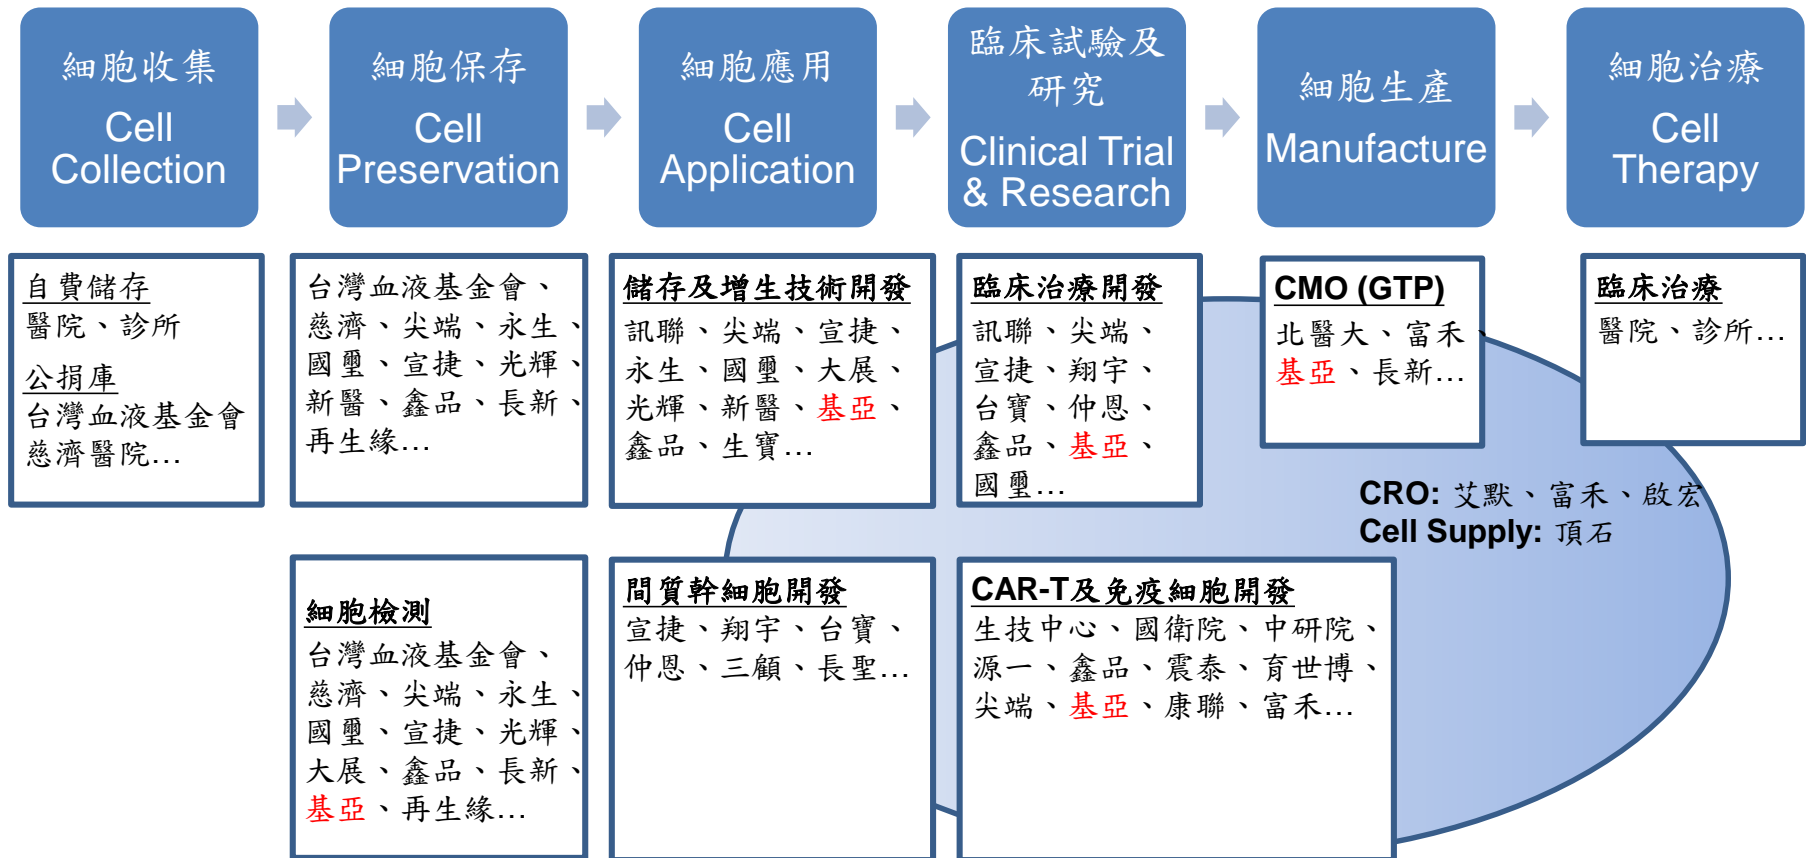 細胞收集
Cell
Collection
細胞保存
Cell
Preservation
細胞應用
Cell
Application
臨床試驗及
研究
Clinical Trial
& Research
細胞生產
Manufacture
細胞治療
Cell
Therapy
自費儲存
醫院、診所
公捐庫
台灣血液基金會
慈濟醫院…
台灣血液基金會、
慈濟、尖端、永生、
國璽、宣捷、光輝、
新醫、鑫品、長新、
再生緣…
儲存及增生技術開發
訊聯、尖端、宣捷、
永生、國璽、大展、
光輝、新醫、基亞、
鑫品、生寶…
臨床治療開發
訊聯、尖端、
宣捷、翔宇、
台寶、仲恩、
鑫品、基亞、
國璽…
CMO (GTP)
北醫大、富禾、
基亞、長新…
臨床治療
醫院、診所…
CRO: 艾默、富禾、啟宏
Cell Supply: 頂石
細胞檢測
台灣血液基金會、
慈濟、尖端、永生、
國璽、宣捷、光輝、
大展、鑫品、長新、
基亞、再生緣…
間質幹細胞開發
宣捷、翔宇、台寶、
仲恩、三顧、長聖…
CAR-T及免疫細胞開發
生技中心、國衛院、中研院、
源一、鑫品、震泰、育世博、
尖端、基亞、康聯、富禾…